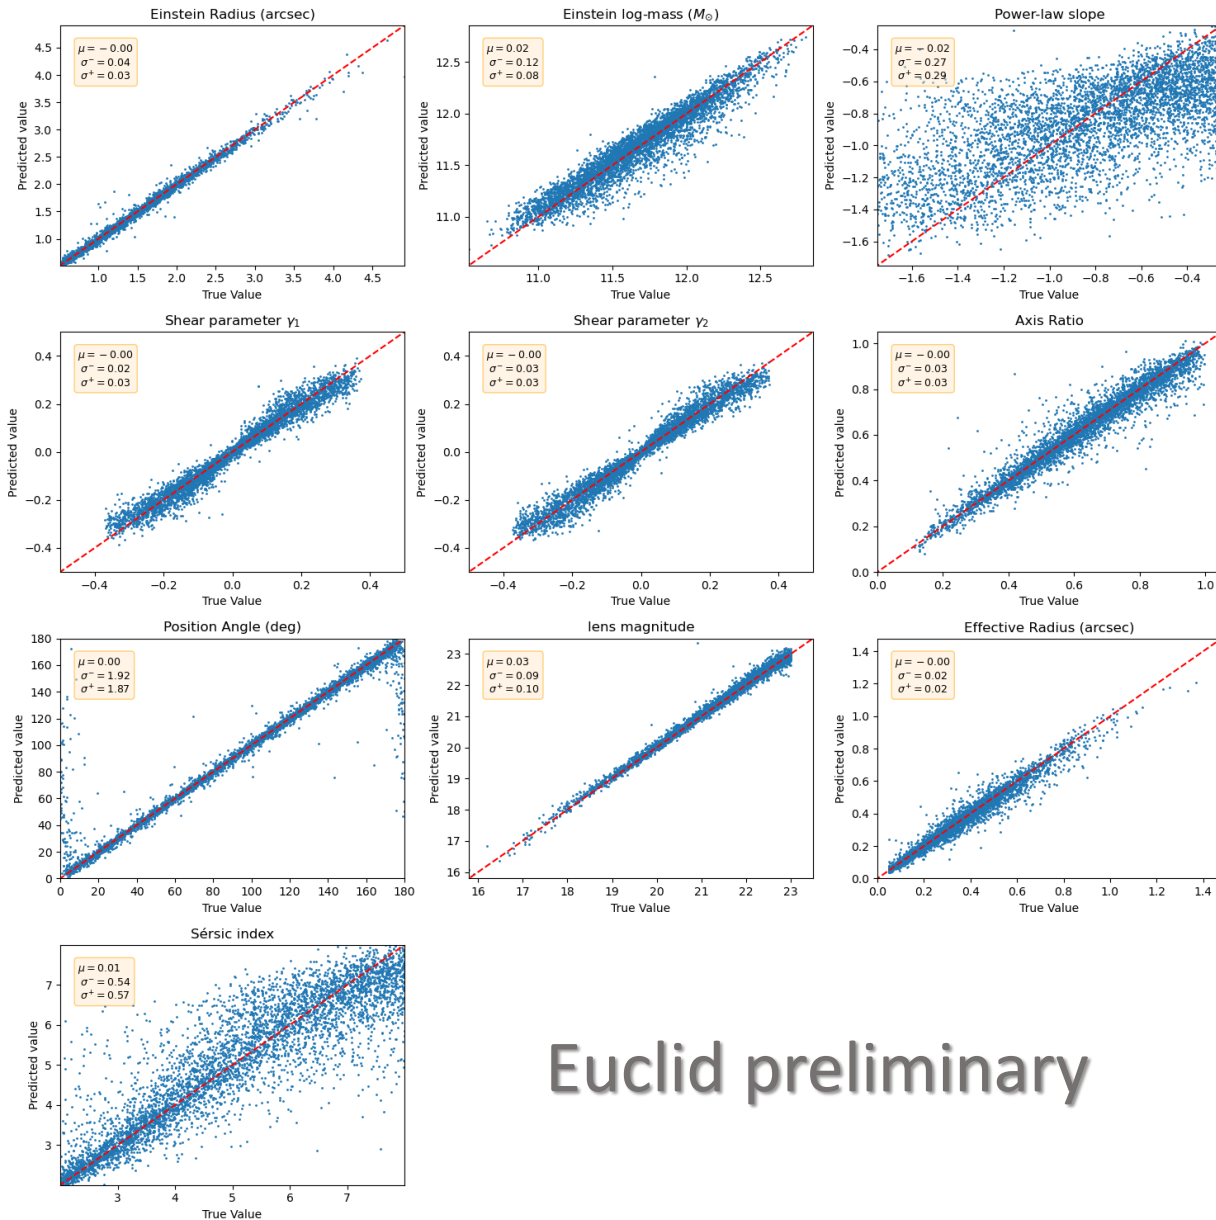 Einstein Radius (arcsec)
μ = −0.00
σ⁻ = 0.04
σ⁺ = 0.03
4.5
4.0
3.5
3.0
2.5
2.0
1.5
1.0
Predicted value
1.0 1.5 2.0 2.5 3.0 3.5 4.0 4.5
True Value
Einstein log-mass (M⊙)
μ = 0.02
σ⁻ = 0.12
σ⁺ = 0.08
12.5
12.0
11.5
11.0
Predicted value
11.0 11.5 12.0 12.5
True Value
Power-law slope
μ = −0.02
σ⁻ = 0.27
σ⁺ = 0.29
−0.4
−0.6
−0.8
−1.0
−1.2
−1.4
−1.6
Predicted value
−1.6 −1.4 −1.2 −1.0 −0.8 −0.6 −0.4
True Value
Shear parameter γ₁
μ = −0.00
σ⁻ = 0.02
σ⁺ = 0.03
0.4
0.2
0.0
−0.2
−0.4
Predicted value
−0.4 −0.2 0.0 0.2 0.4
True Value
Shear parameter γ₂
μ = −0.00
σ⁻ = 0.03
σ⁺ = 0.03
0.4
0.2
0.0
−0.2
−0.4
Predicted value
−0.4 −0.2 0.0 0.2 0.4
True Value
Axis Ratio
μ = −0.00
σ⁻ = 0.03
σ⁺ = 0.03
1.0
0.8
0.6
0.4
0.2
0.0
Predicted value
0.0 0.2 0.4 0.6 0.8 1.0
True Value
Position Angle (deg)
μ = 0.00
σ⁻ = 1.92
σ⁺ = 1.87
180
160
140
120
100
80
60
40
20
0
Predicted value
0 20 40 60 80 100 120 140 160 180
True Value
lens magnitude
μ = 0.03
σ⁻ = 0.09
σ⁺ = 0.10
23
22
21
20
19
18
17
16
Predicted value
16 17 18 19 20 21 22 23
True Value
Effective Radius (arcsec)
μ = −0.00
σ⁻ = 0.02
σ⁺ = 0.02
1.4
1.2
1.0
0.8
0.6
0.4
0.2
0.0
Predicted value
0.0 0.2 0.4 0.6 0.8 1.0 1.2 1.4
True Value
Sérsic index
μ = 0.01
σ⁻ = 0.54
σ⁺ = 0.57
7
6
5
4
3
Predicted value
3 4 5 6 7
True Value
Euclid preliminary